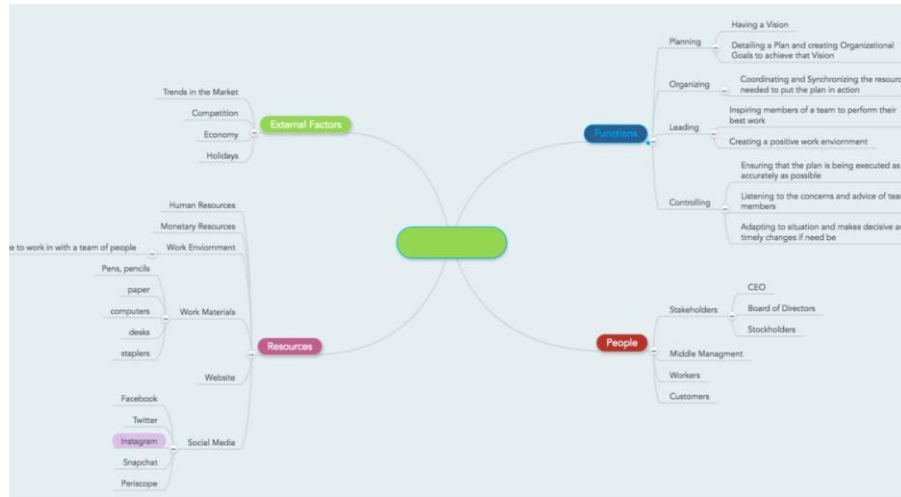 External Factors
Trends in the Market
Competition
Economy
Holidays
Resources
Human Resources
Monetary Resources
Work Enviornment
e to work in with a team of people
Work Materials
Pens, pencils
paper
computers
desks
staplers
Website
Social Media
Facebook
Twitter
Instagram
Snapchat
Periscope
Functions
Planning
Having a Vision
Detailing a Plan and creating Organizational
Goals to achieve that Vision
Organizing
Coordinating and Synchronizing the resourc
needed to put the plan in action
Leading
Inspiring members of a team to perform their
best work
Creating a positive work enviornment
Controlling
Ensuring that the plan is being executed as
accurately as possible
Listening to the concerns and advice of tea
members
Adapting to situation and makes decisive a
timely changes if need be
People
Stakeholders
CEO
Board of Directors
Stockholders
Middle Managment
Workers
Customers